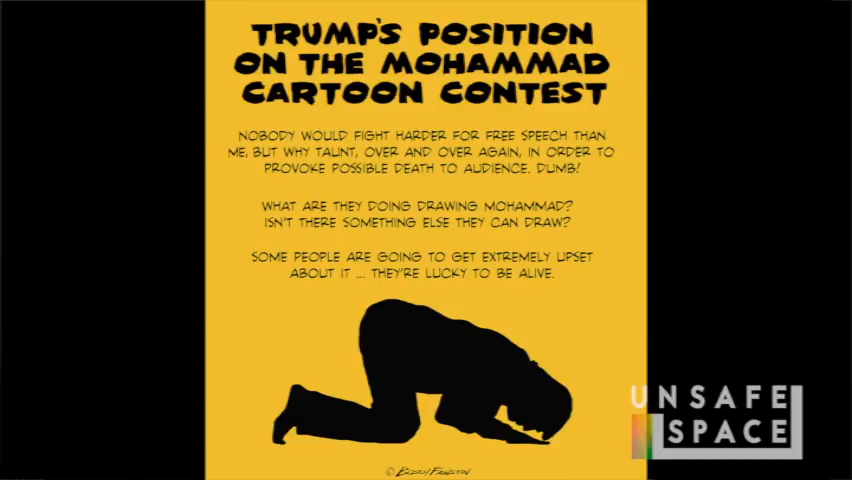 TRUMP'S POSITION
ON THE MOHAMMAD
CARTOON CONTEST
NOBODY WOULD FIGHT HARDER FOR FREE SPEECH THAN
ME, BUT WHY TAUNT, OVER AND OVER AGAIN, IN ORDER TO
PROVOKE POSSIBLE DEATH TO AUDIENCE. DUMB!
WHAT ARE THEY DOING DRAWING MOHAMMAD?
ISN'T THERE SOMETHING ELSE THEY CAN DRAW?
SOME PEOPLE ARE GOING TO GET EXTREMELY UPSET
ABOUT IT ... THEY'RE LUCKY TO BE ALIVE.
UNSAFE
SPACE
©